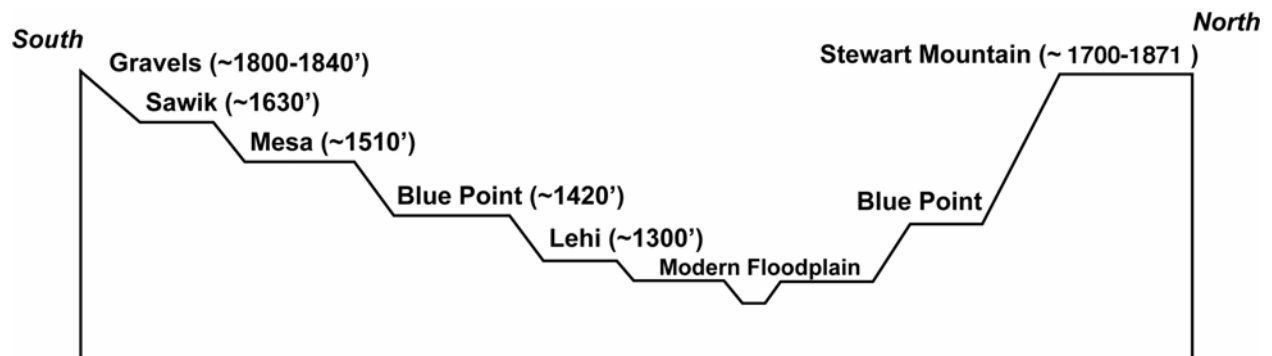 South
North
Gravels (~1800-1840’)
Stewart Mountain (~ 1700-1871 )
Sawik (~1630’)
Mesa (~1510’)
Blue Point (~1420’)
Blue Point
Lehi (~1300’)
Modern Floodplain